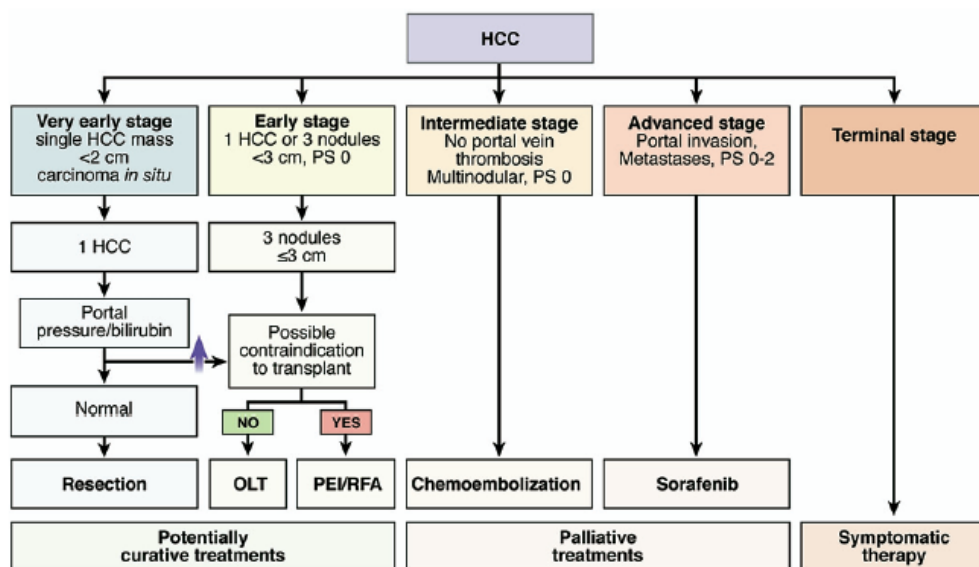 HCC
Very early stage
single HCC mass
<2 cm
carcinoma in situ
Early stage
1 HCC or 3 nodules
<3 cm, PS 0
Intermediate stage
No portal vein
thrombosis
Multinodular, PS 0
Advanced stage
Portal invasion,
Metastases, PS 0-2
Terminal stage
1 HCC
3 nodules
≤3 cm
Portal
pressure/bilirubin
Possible
contraindication
to transplant
Normal
NO
YES
Resection
OLT
PEI/RFA
Chemoembolization
Sorafenib
Potentially
curative treatments
Palliative
treatments
Symptomatic
therapy